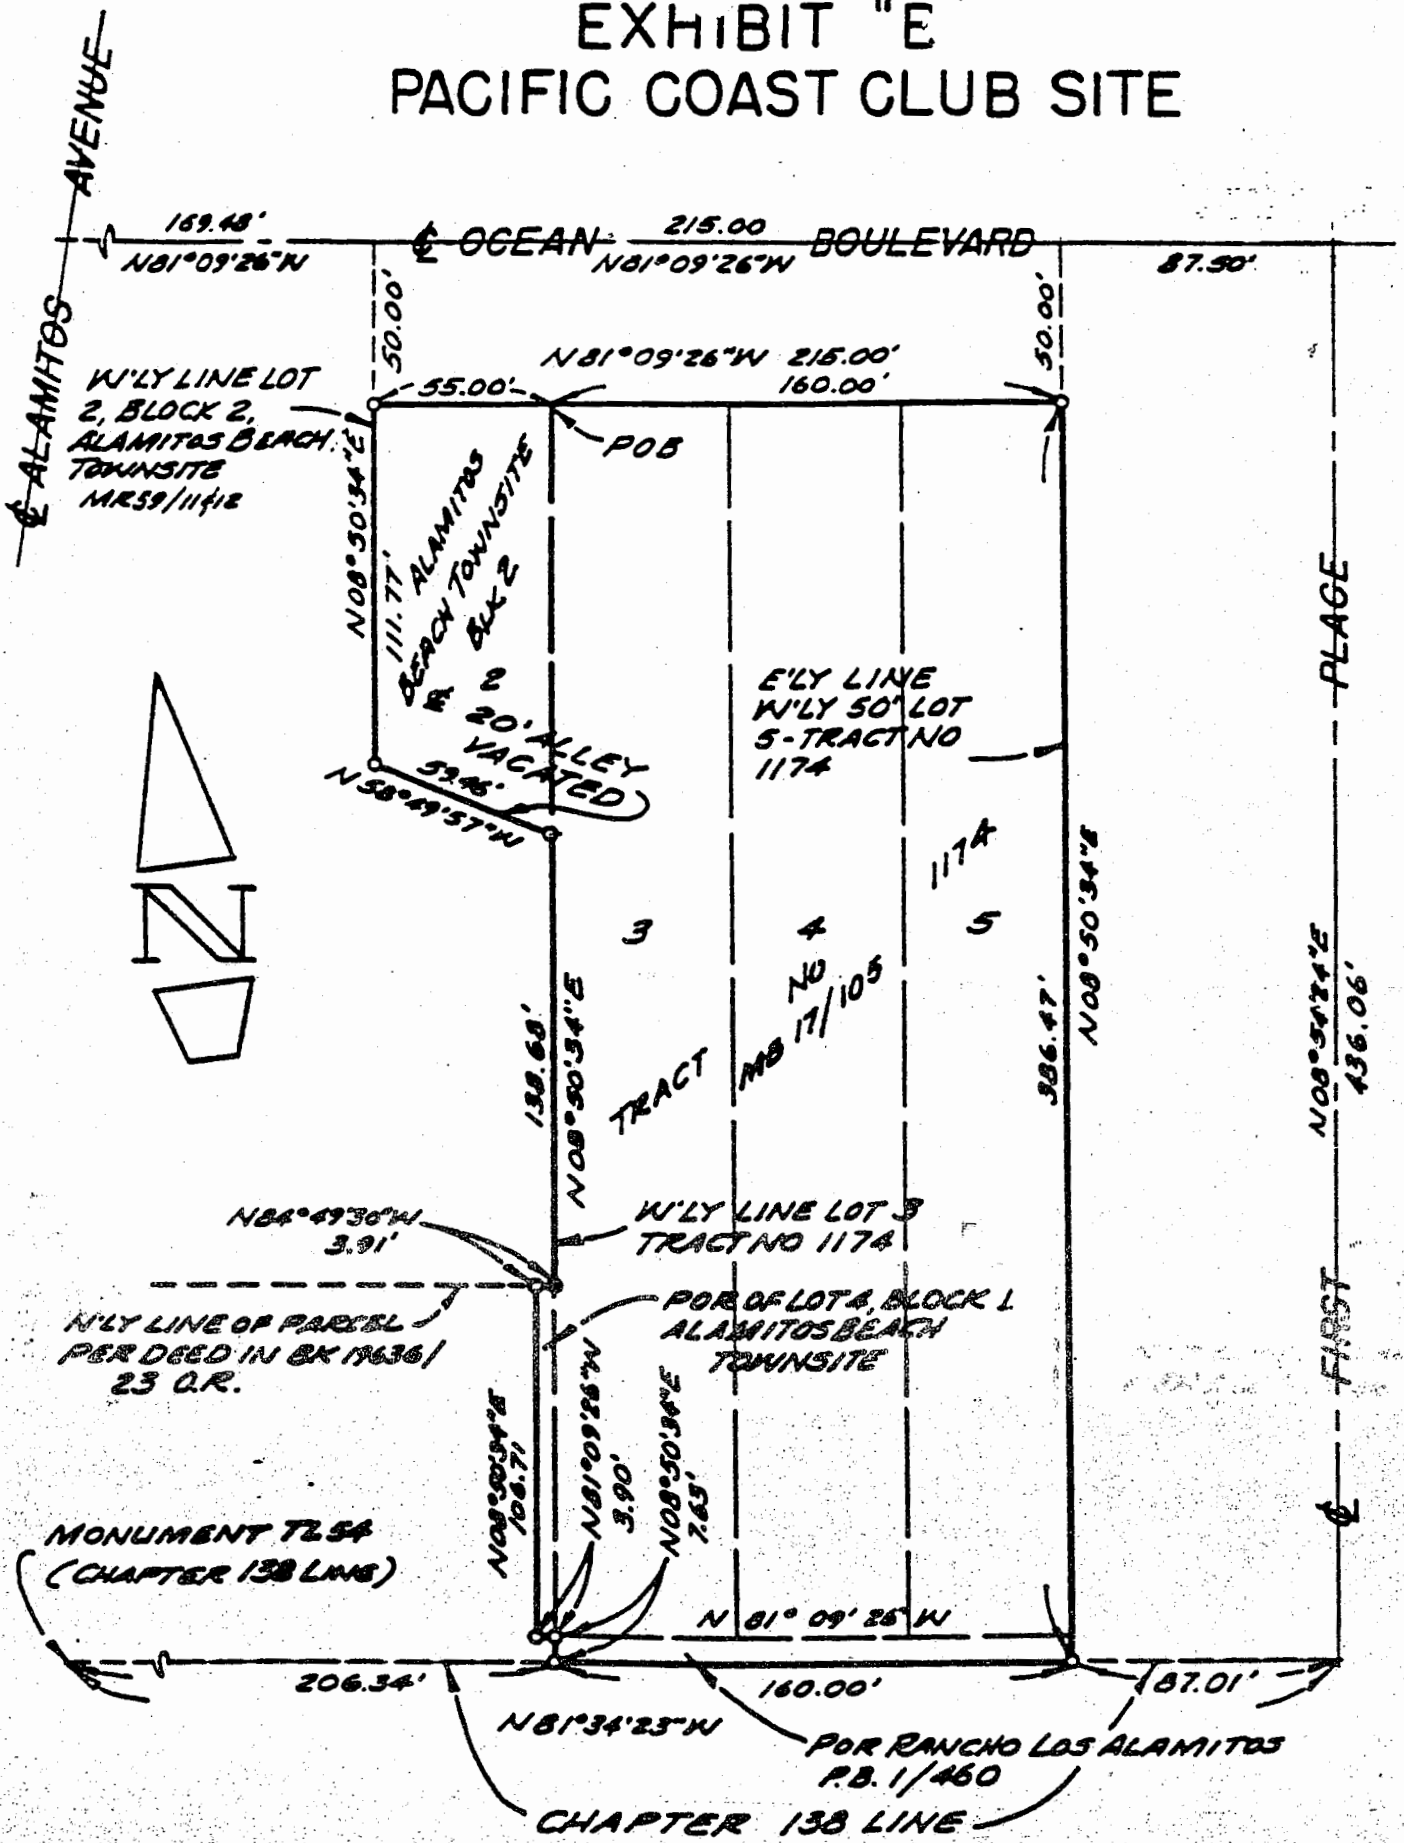 EXHIBIT "E
PACIFIC COAST CLUB SITE
℄ ALAMITOS AVENUE
169.48'
N81°09'26"W
℄ OCEAN BOULEVARD
215.00
N81°09'26"W
87.50'
50.00'
50.00'
N81°09'26"W 215.00'
55.00'
160.00'
W'LY LINE LOT
2, BLOCK 2,
ALAMITOS BEACH
TOWNSITE
MR59/11&12
POB
N08°50'34"E
111.77'
ALAMITOS
BEACH TOWNSITE
BLK 2
2
& 20' ALLEY
VACATED
59.46'
N58°49'57"W
E'LY LINE
W'LY 50' LOT
5-TRACT NO
1174
N
3
4
5
TRACT NO 1174
MB 17/105
138.68'
N08°50'34"E
386.47'
N08°50'34"E
℄ FIRST PLAGE
N08°54'24"E
436.06'
N84°49'30"W
3.91'
W'LY LINE LOT 3
TRACT NO 1174
N'LY LINE OF PARCEL
PER DEED IN BK 19636/
23 O.R.
POR OF LOT 4, BLOCK 1
ALAMITOS BEACH
TOWNSITE
N08°50'34"E
106.71
N81°09'26"W
3.90'
N08°50'34"E
7.63'
MONUMENT TL 54
(CHAPTER 138 LINE)
N 81° 09' 26" W
206.34'
160.00'
87.01'
N81°34'23"W
POR RANCHO LOS ALAMITOS
P.B. 1/460
CHAPTER 138 LINE